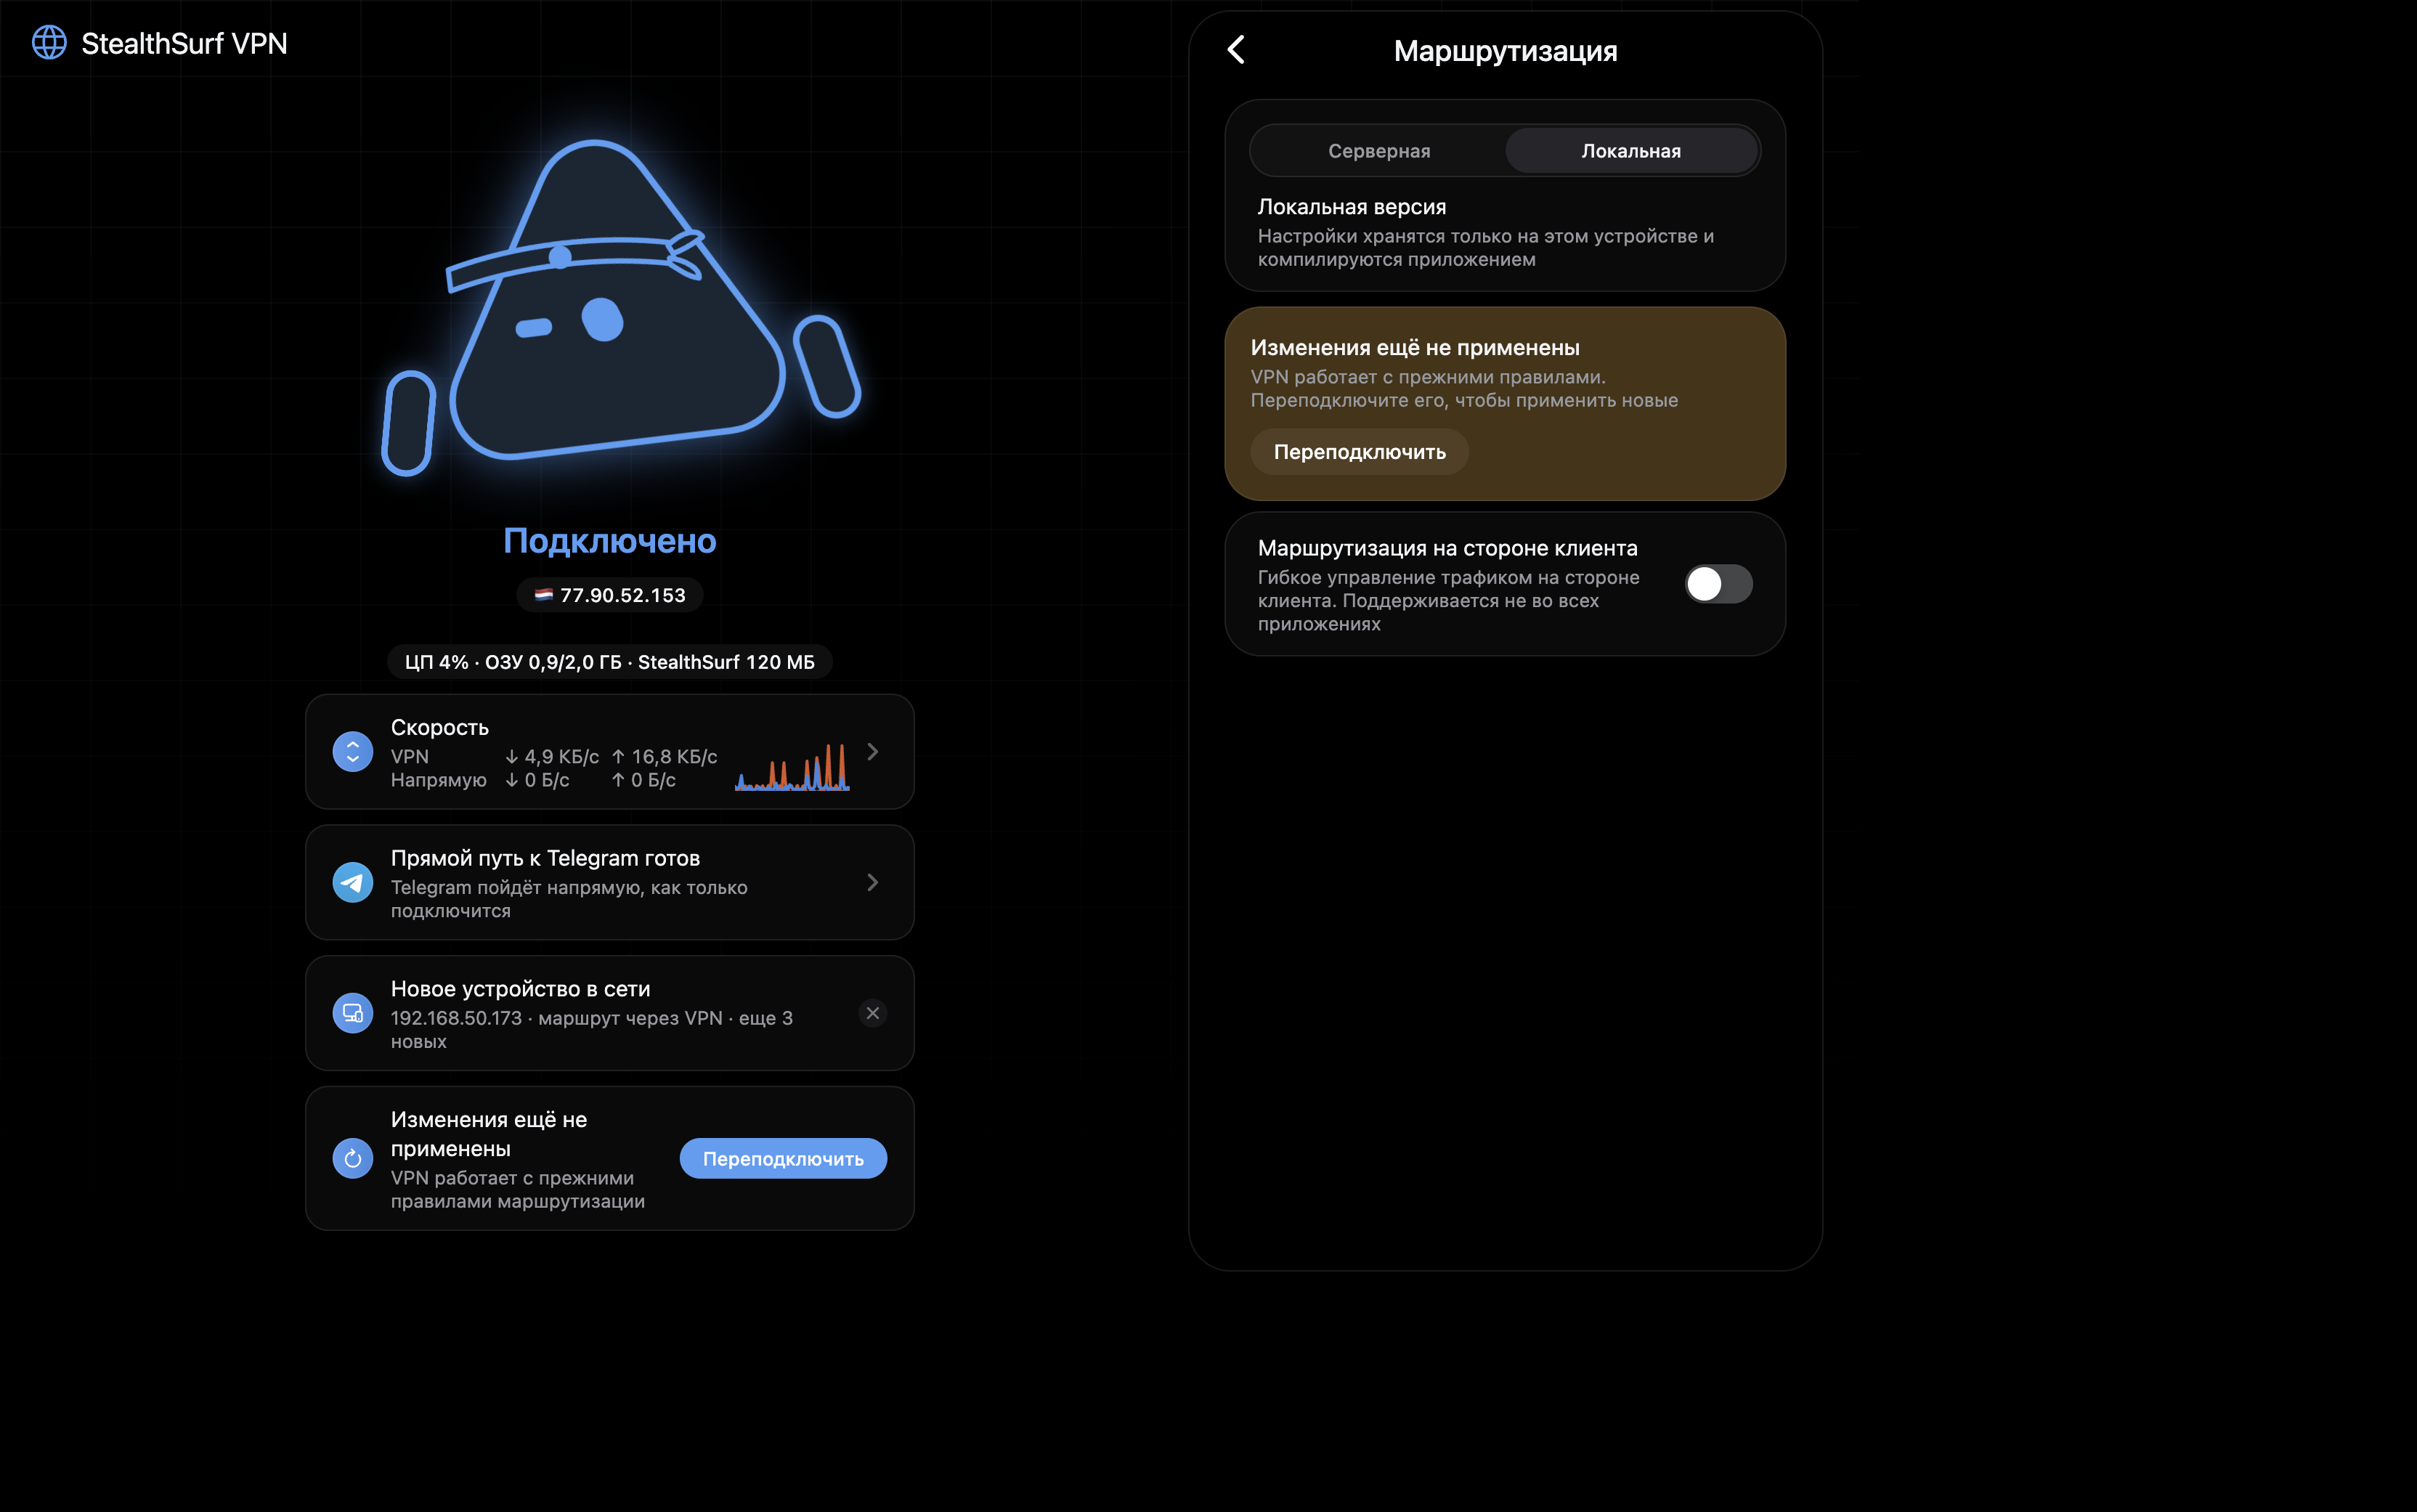 StealthSurf VPN
Подключено
77.90.52.153
ЦП 4% · ОЗУ 0,9/2,0 ГБ · StealthSurf 120 МБ
Скорость
VPN ↓ 4,9 КБ/с ↑ 16,8 КБ/с
Напрямую ↓ 0 Б/с ↑ 0 Б/с
Прямой путь к Telegram готов
Telegram пойдёт напрямую, как только
подключится
Новое устройство в сети
192.168.50.173 · маршрут через VPN · еще 3
новых
Изменения ещё не
применены
VPN работает с прежними
правилами маршрутизации
Переподключить
Маршрутизация
Серверная
Локальная
Локальная версия
Настройки хранятся только на этом устройстве и
компилируются приложением
Изменения ещё не применены
VPN работает с прежними правилами.
Переподключите его, чтобы применить новые
Переподключить
Маршрутизация на стороне клиента
Гибкое управление трафиком на стороне
клиента. Поддерживается не во всех
приложениях